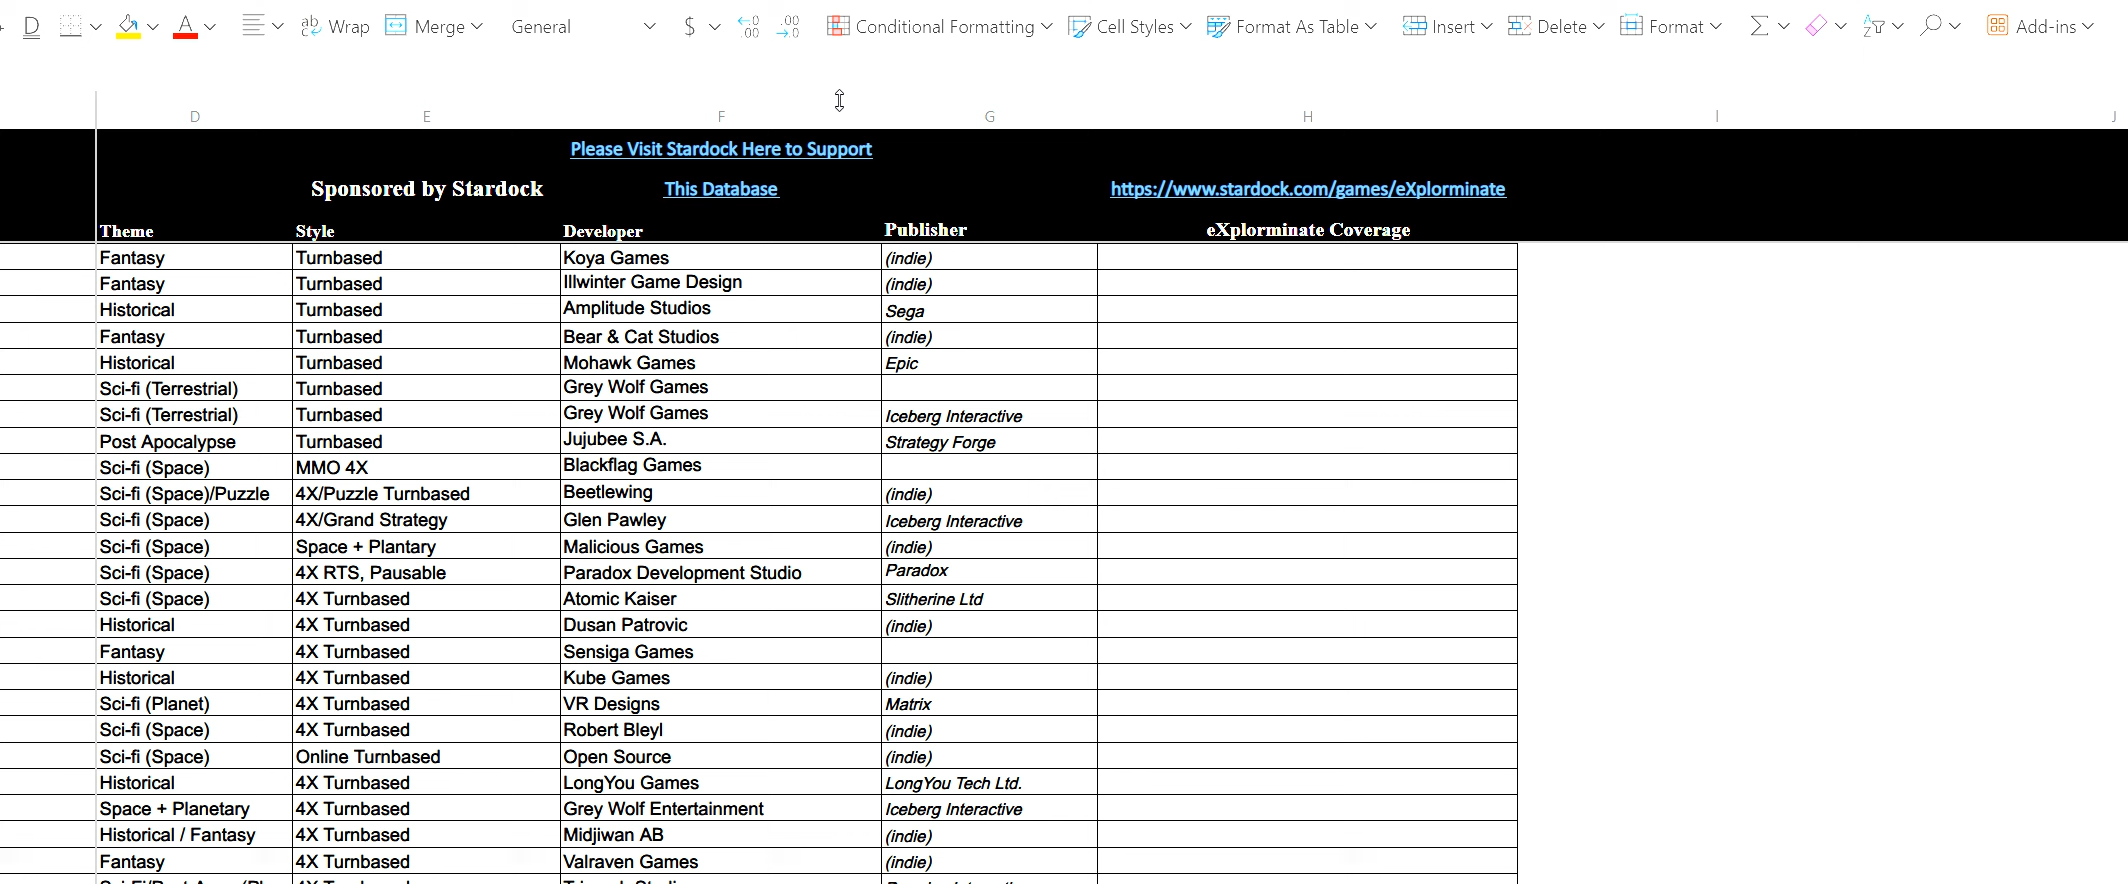 D Wrap Merge General $ Conditional Formatting Cell Styles Format As Table Insert Delete Format Σ Add-ins
D E F G H I J
Please Visit Stardock Here to Support
Sponsored by Stardock This Database https://www.stardock.com/games/eXplorminate
Theme Style Developer Publisher eXplorminate Coverage
Fantasy Turnbased Koya Games (indie)
Fantasy Turnbased Illwinter Game Design (indie)
Historical Turnbased Amplitude Studios Sega
Fantasy Turnbased Bear & Cat Studios (indie)
Historical Turnbased Mohawk Games Epic
Sci-fi (Terrestrial) Turnbased Grey Wolf Games
Sci-fi (Terrestrial) Turnbased Grey Wolf Games Iceberg Interactive
Post Apocalypse Turnbased Jujubee S.A. Strategy Forge
Sci-fi (Space) MMO 4X Blackflag Games
Sci-fi (Space)/Puzzle 4X/Puzzle Turnbased Beetlewing (indie)
Sci-fi (Space) 4X/Grand Strategy Glen Pawley Iceberg Interactive
Sci-fi (Space) Space + Plantary Malicious Games (indie)
Sci-fi (Space) 4X RTS, Pausable Paradox Development Studio Paradox
Sci-fi (Space) 4X Turnbased Atomic Kaiser Slitherine Ltd
Historical 4X Turnbased Dusan Patrovic (indie)
Fantasy 4X Turnbased Sensiga Games
Historical 4X Turnbased Kube Games (indie)
Sci-fi (Planet) 4X Turnbased VR Designs Matrix
Sci-fi (Space) 4X Turnbased Robert Bleyl (indie)
Sci-fi (Space) Online Turnbased Open Source (indie)
Historical 4X Turnbased LongYou Games LongYou Tech Ltd.
Space + Planetary 4X Turnbased Grey Wolf Entertainment Iceberg Interactive
Historical / Fantasy 4X Turnbased Midjiwan AB (indie)
Fantasy 4X Turnbased Valraven Games (indie)